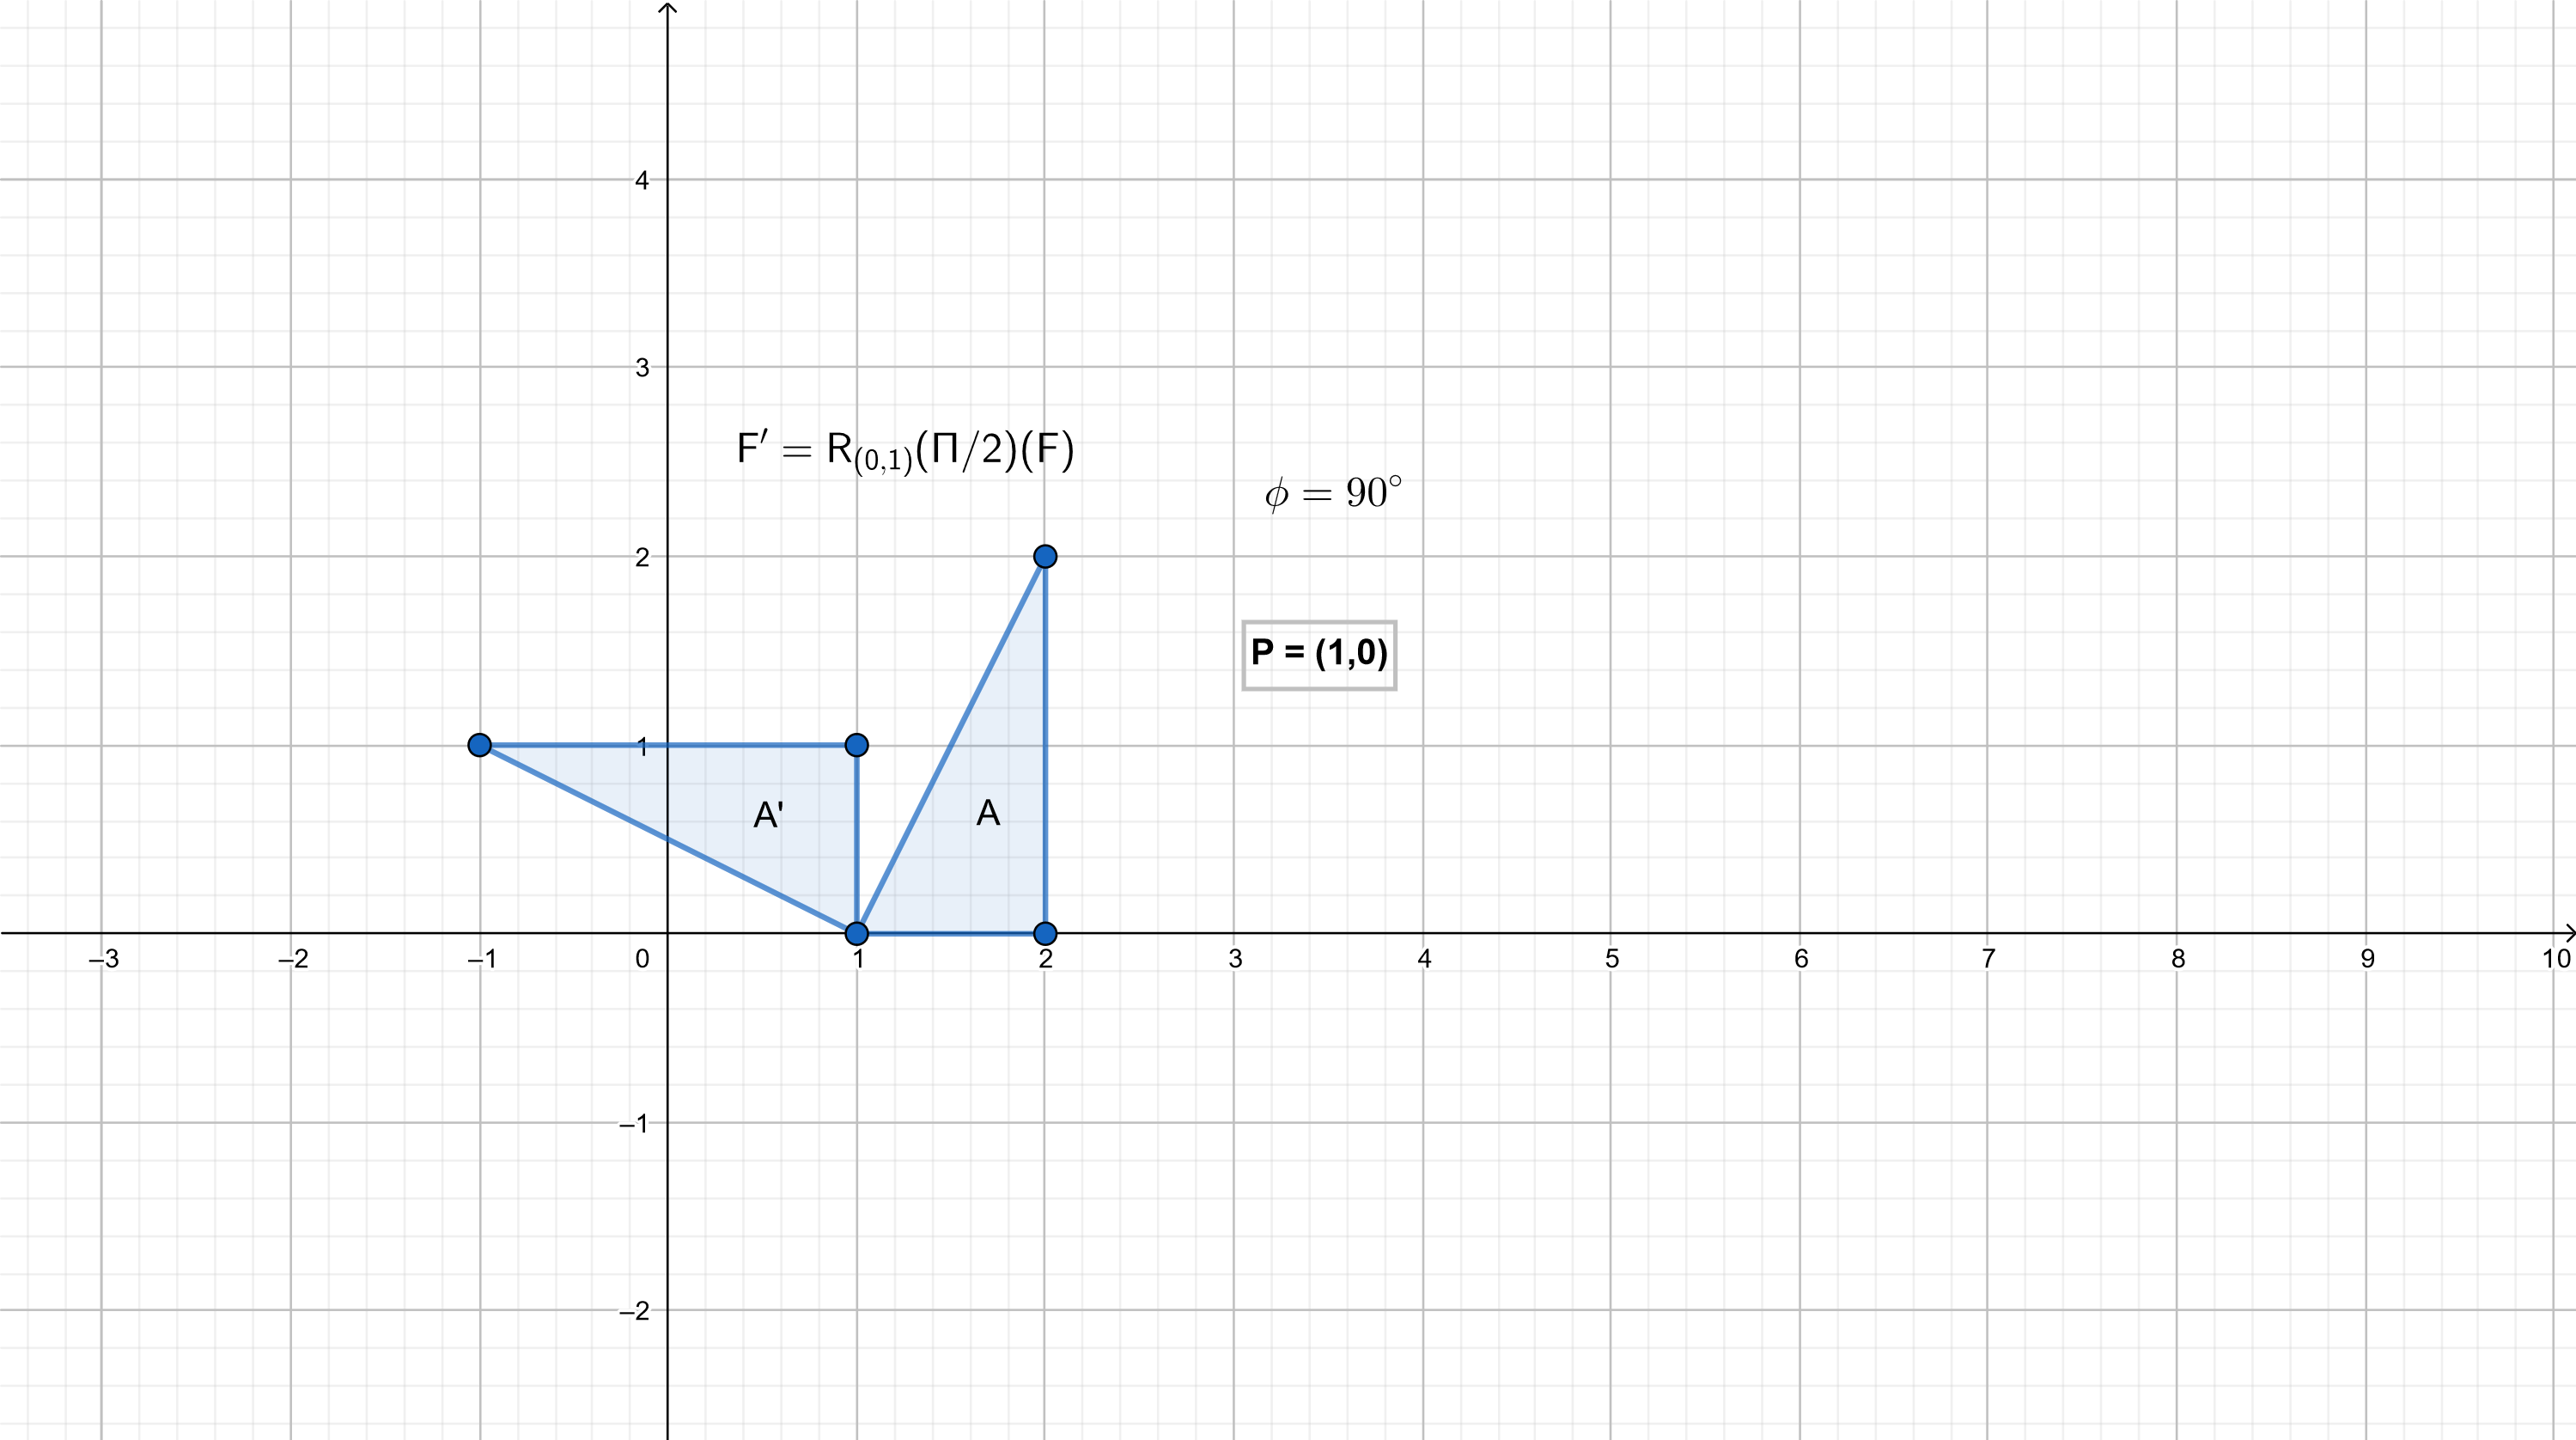 4
3
F′ = R(0,1)(Π/2)(F)
ϕ = 90°
2
P = (1,0)
1
A'
A
–3 –2 –1 0 1 2 3 4 5 6 7 8 9 10
–1
–2